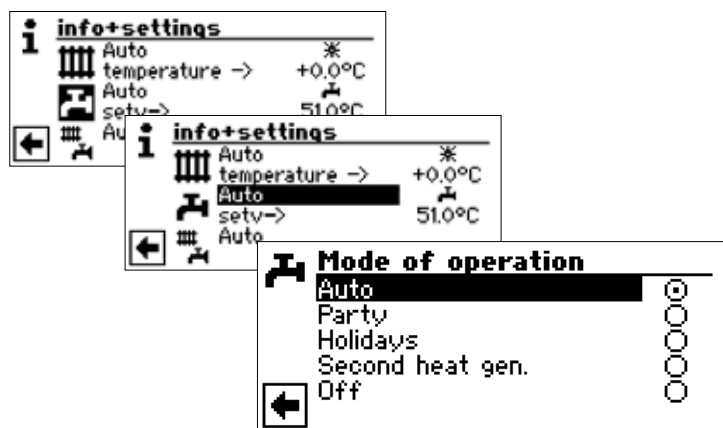 info+settings
Auto
temperature -> +0.0°C
Auto
setv-> 51.0°C
Au
info+settings
Auto
temperature -> +0.0°C
Auto
setv-> 51.0°C
Auto
Mode of operation
Auto
Party
Holidays
Second heat gen.
Off